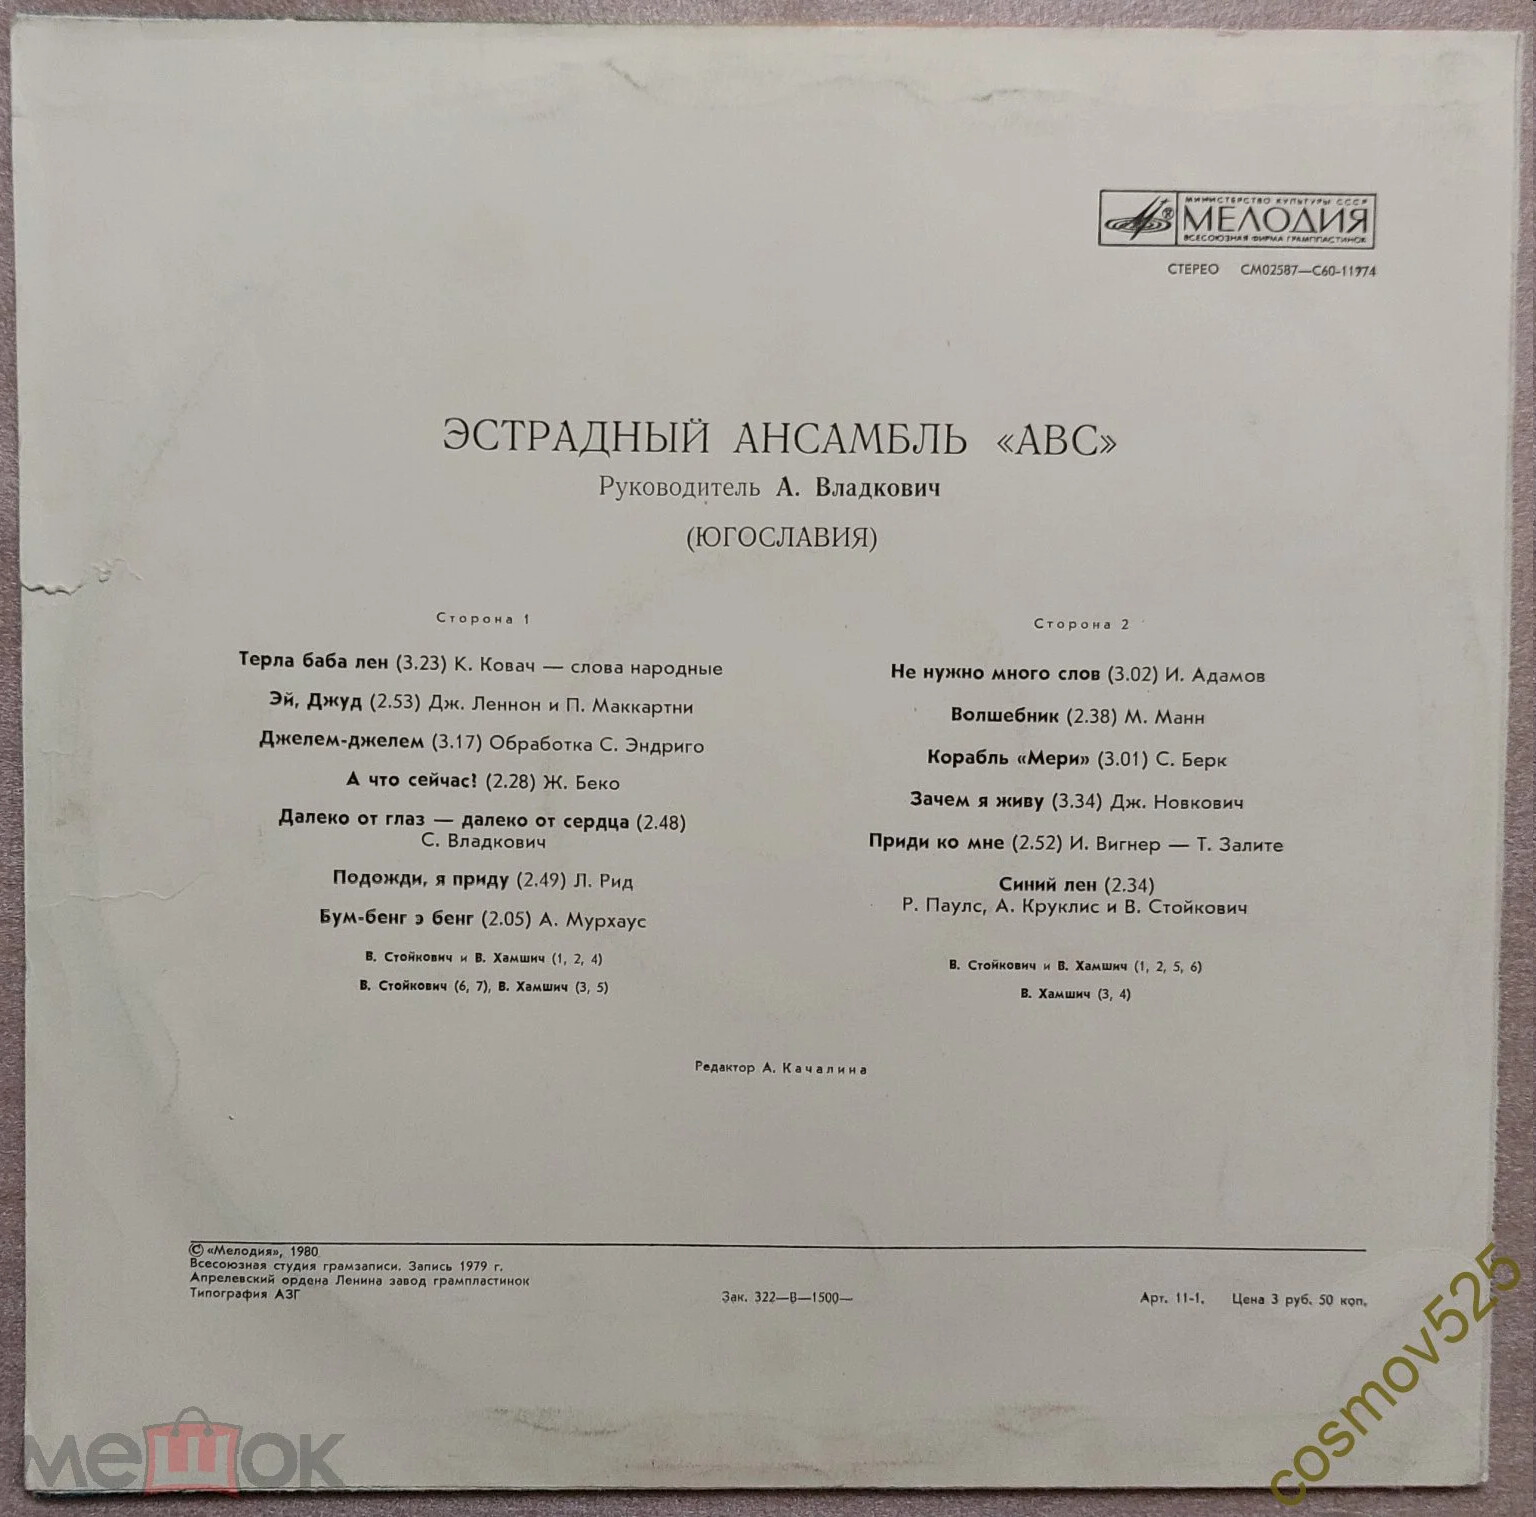 МИНИСТЕРСТВО КУЛЬТУРЫ СССР
МЕЛОДИЯ
ВСЕСОЮЗНАЯ ФИРМА ГРАМПЛАСТИНОК
®
СТЕРЕО СМ02587—С60-11974
ЭСТРАДНЫЙ АНСАМБЛЬ «АВС»
Руководитель А. Владкович
(ЮГОСЛАВИЯ)
Сторона 1
Терла баба лен (3.23) К. Ковач — слова народные
Эй, Джуд (2.53) Дж. Леннон и П. Маккартни
Джелем-джелем (3.17) Обработка С. Эндриго
А что сейчас? (2.28) Ж. Беко
Далеко от глаз — далеко от сердца (2.48)
С. Владкович
Подожди, я приду (2.49) Л. Рид
Бум-бенг э бенг (2.05) А. Мурхаус
В. Стойкович и В. Хамшич (1, 2, 4)
В. Стойкович (6, 7), В. Хамшич (3, 5)
Сторона 2
Не нужно много слов (3.02) И. Адамов
Волшебник (2.38) М. Манн
Корабль «Мери» (3.01) С. Берк
Зачем я живу (3.34) Дж. Новкович
Приди ко мне (2.52) И. Вигнер — Т. Залите
Синий лен (2.34)
Р. Паулс, А. Круклис и В. Стойкович
В. Стойкович и В. Хамшич (1, 2, 5, 6)
В. Хамшич (3, 4)
Редактор А. Качалина
© «Мелодия», 1980
Всесоюзная студия грамзаписи. Запись 1979 г.
Апрелевский ордена Ленина завод грампластинок
Типография АЗГ
Зак. 322—В—1500—
Арт. 11-1. Цена 3 руб. 50 коп.
мешок
cosmov525